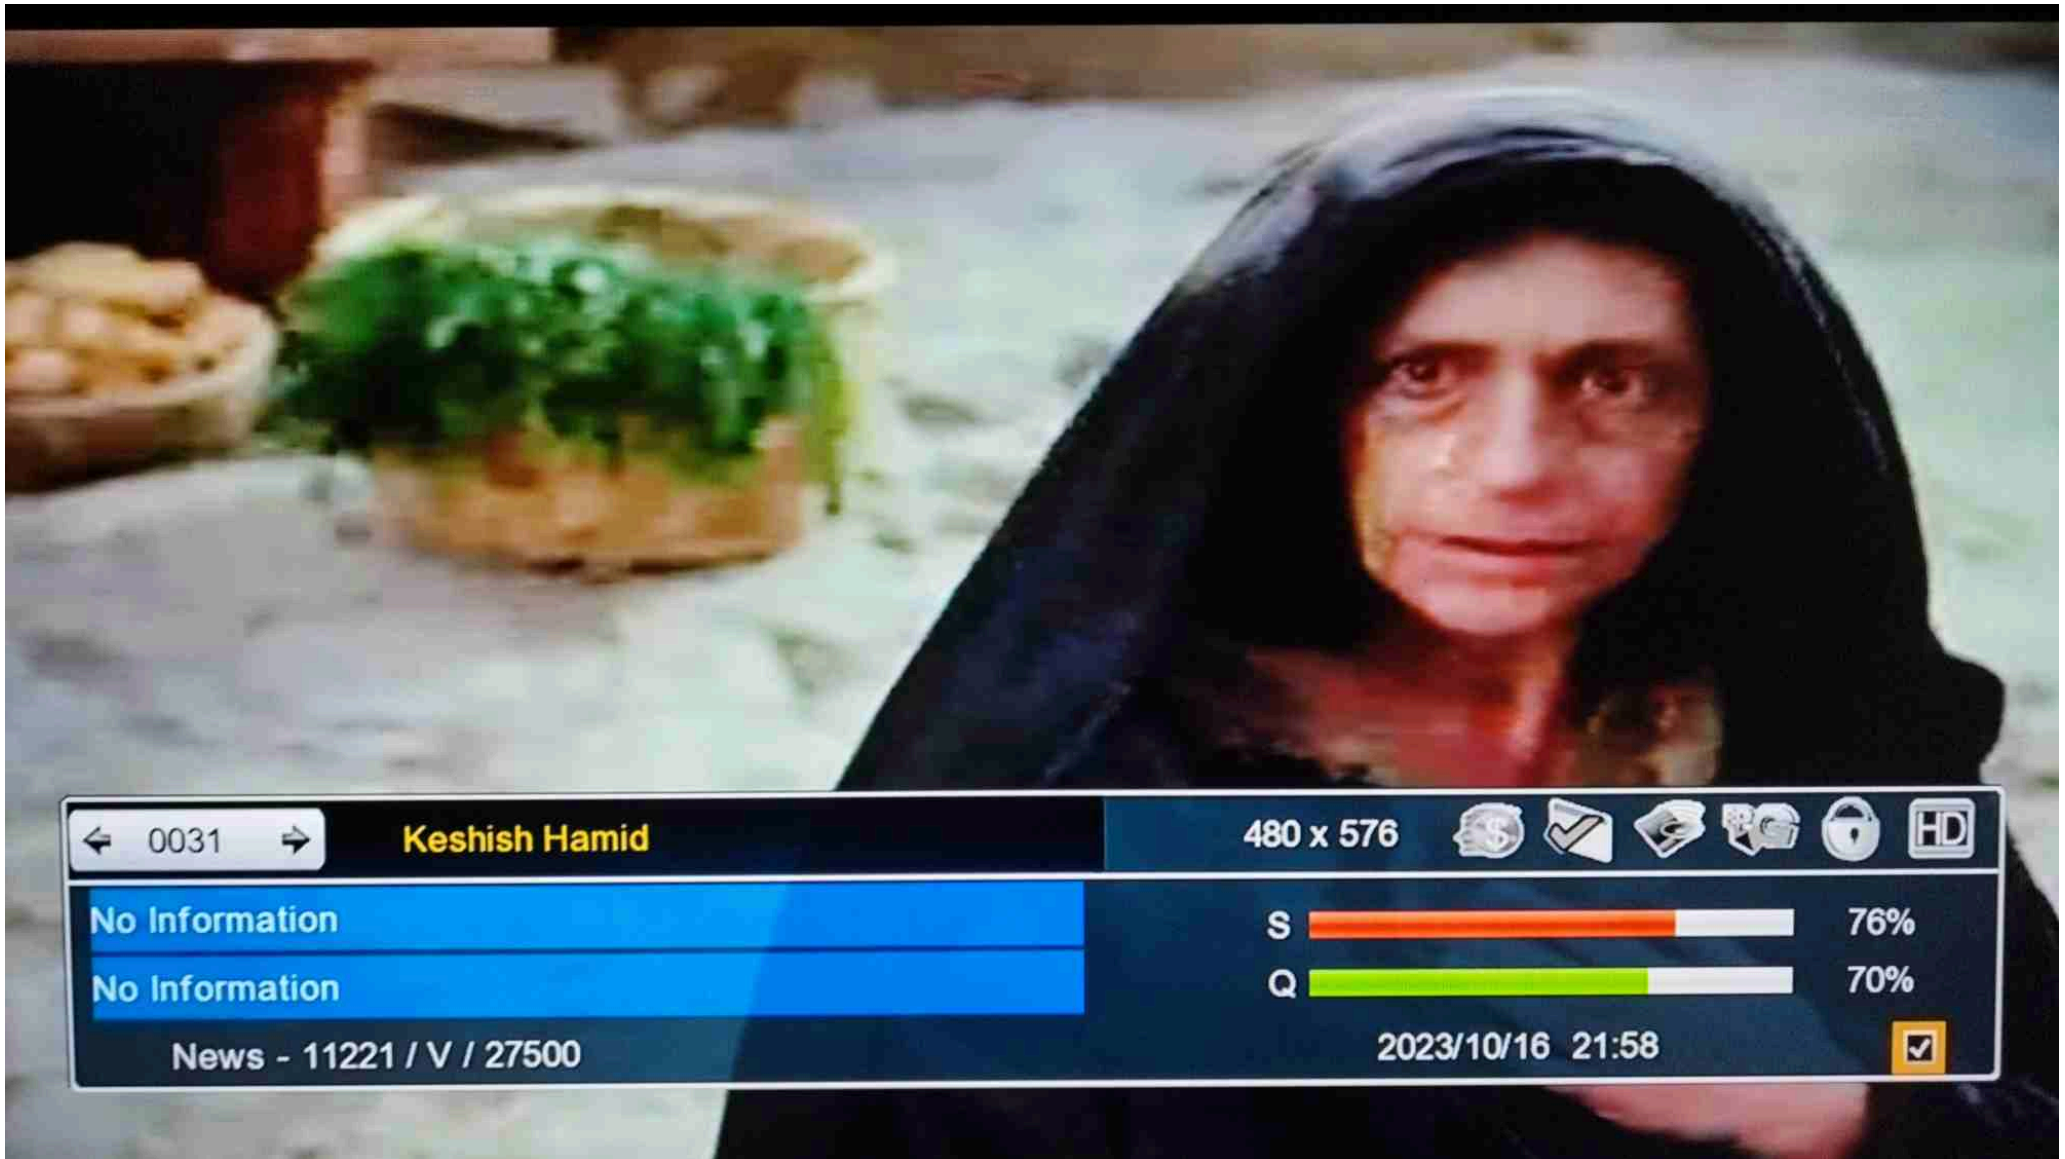 0031
Keshish Hamid
480 x 576
HD
No Information
S 76%
No Information
Q 70%
News - 11221 / V / 27500
2023/10/16 21:58